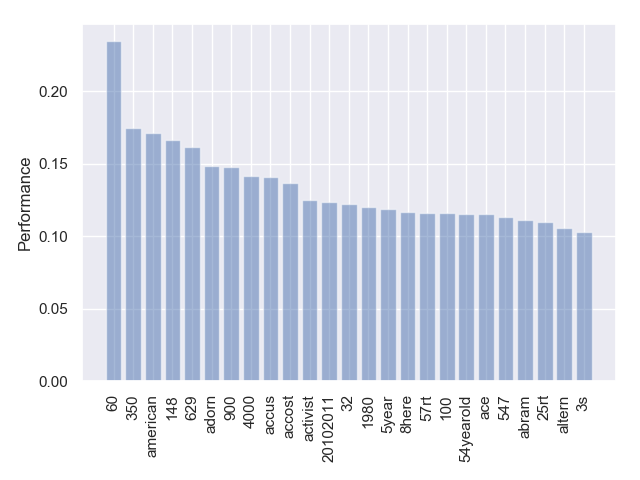 Performance
0.20
0.15
0.10
0.05
0.00
60
350
american
148
629
adorn
900
4000
accus
accost
activist
20102011
32
1980
5year
8here
57rt
100
54yearold
ace
547
abram
25rt
altern
3s